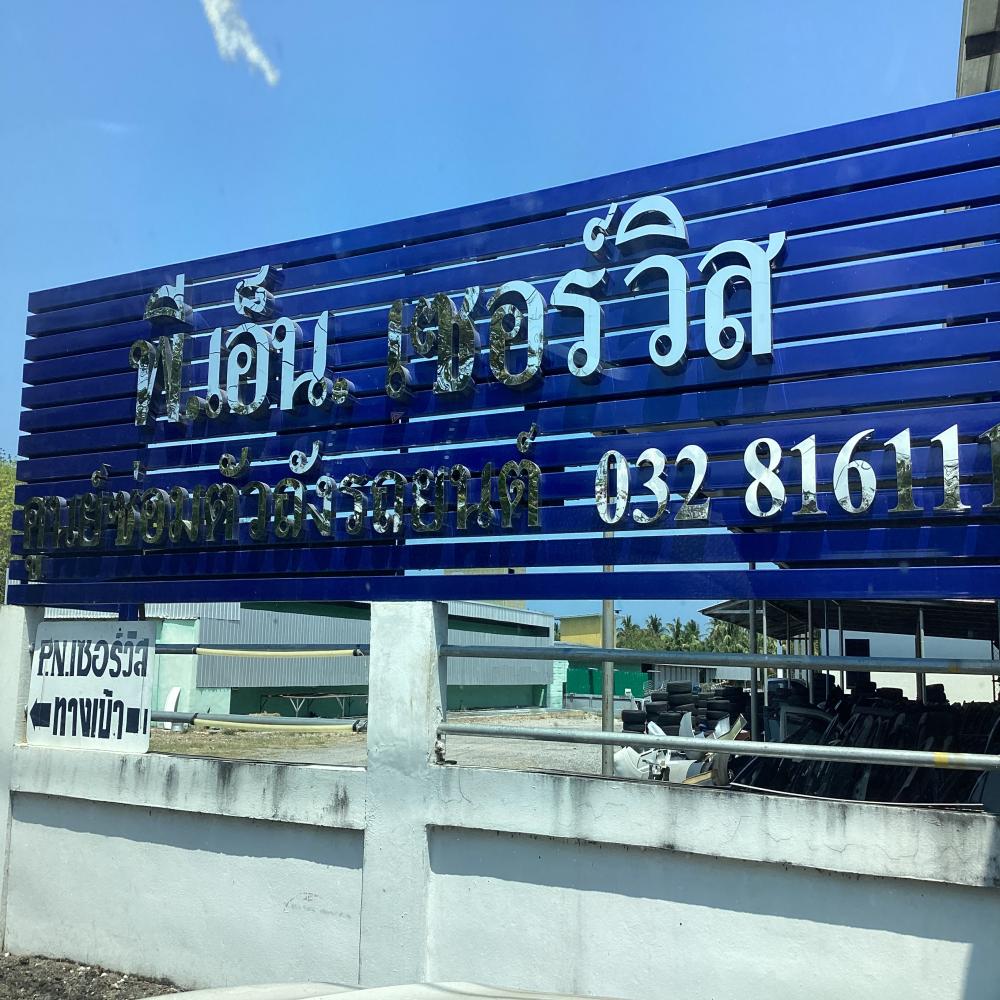 พี.เอ็น. เซอร์วิส
ศูนย์ซ่อมตัวถังรถยนต์ 032 816111
P.N.เซอร์วิส
ทางเข้า